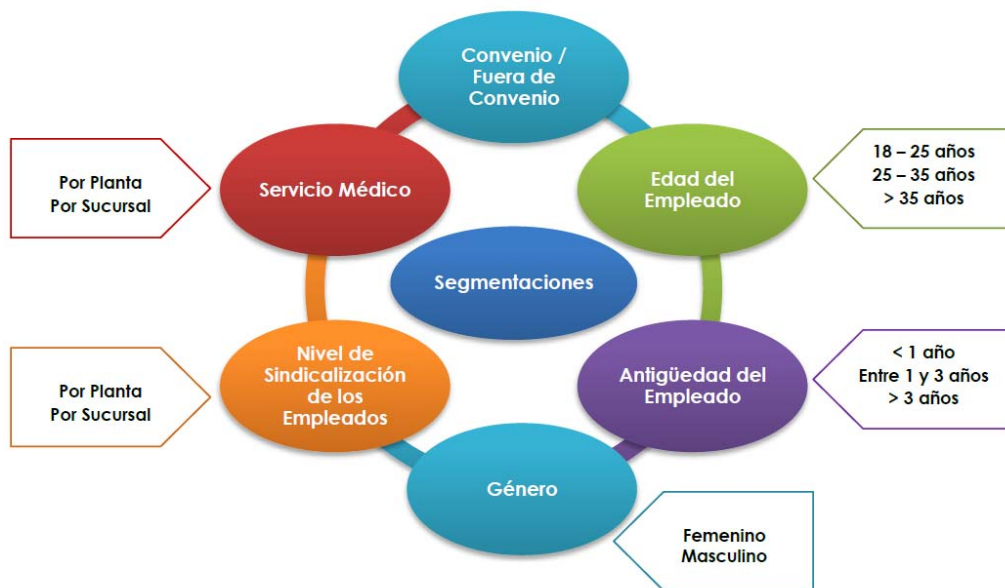 Convenio /
Fuera de
Convenio
Edad del
Empleado
18 – 25 años
25 – 35 años
> 35 años
Antigüedad del
Empleado
< 1 año
Entre 1 y 3 años
> 3 años
Género
Femenino
Masculino
Nivel de
Sindicalización
de los
Empleados
Por Planta
Por Sucursal
Servicio Médico
Por Planta
Por Sucursal
Segmentaciones